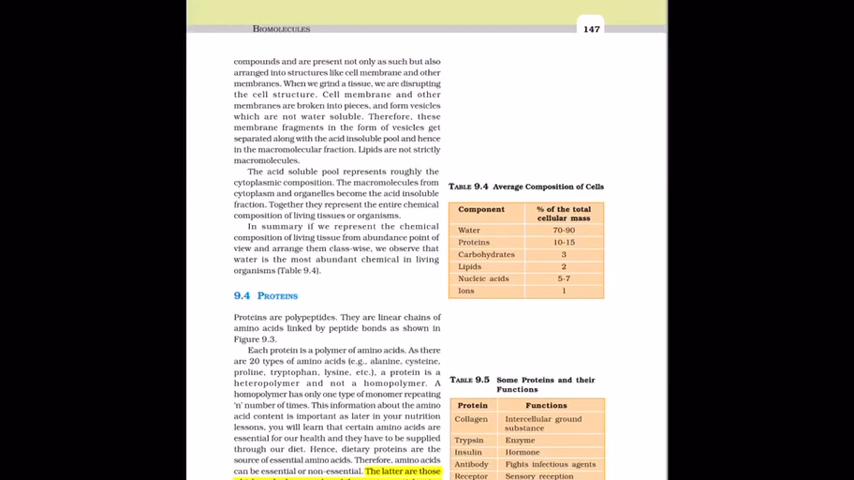 BIOMOLECULES
147
compounds and are present not only as such but also
arranged into structures like cell membrane and other
membranes. When we grind a tissue, we are disrupting
the cell structure. Cell membrane and other
membranes are broken into pieces, and form vesicles
which are not water soluble. Therefore, these
membrane fragments in the form of vesicles get
separated along with the acid insoluble pool and hence
in the macromolecular fraction. Lipids are not strictly
macromolecules.
The acid soluble pool represents roughly the
cytoplasmic composition. The macromolecules from
cytoplasm and organelles become the acid insoluble
fraction. Together they represent the entire chemical
composition of living tissues or organisms.
In summary if we represent the chemical
composition of living tissue from abundance point of
view and arrange them class-wise, we observe that
water is the most abundant chemical in living
organisms (Table 9.4).
9.4 PROTEINS
Proteins are polypeptides. They are linear chains of
amino acids linked by peptide bonds as shown in
Figure 9.3.
Each protein is a polymer of amino acids. As there
are 20 types of amino acids (e.g., alanine, cysteine,
proline, tryptophan, lysine, etc.), a protein is a
heteropolymer and not a homopolymer. A
homopolymer has only one type of monomer repeating
'n' number of times. This information about the amino
acid content is important as later in your nutrition
lessons, you will learn that certain amino acids are
essential for our health and they have to be supplied
through our diet. Hence, dietary proteins are the
source of essential amino acids. Therefore, amino acids
can be essential or non-essential. The latter are those
TABLE 9.4 Average Composition of Cells
Component % of the total
cellular mass
Water 70-90
Proteins 10-15
Carbohydrates 3
Lipids 2
Nucleic acids 5-7
Ions 1
TABLE 9.5 Some Proteins and their
Functions
Protein Functions
Collagen Intercellular ground
substance
Trypsin Enzyme
Insulin Hormone
Antibody Fights infectious agents
Receptor Sensory reception